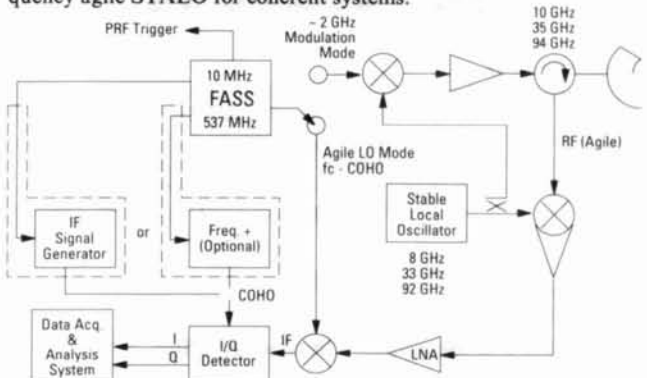 quency agile STALO for coherent systems.
PRF Trigger
~ 2 GHz
Modulation
Mode
10 GHz
35 GHz
94 GHz
10 MHz
FASS
537 MHz
Agile LO Mode
fc - COHO
RF (Agile)
IF
Signal
Generator
or
Freq. ÷
(Optional)
Stable
Local
Oscillator
8 GHz
33 GHz
92 GHz
COHO
Data Acq.
&
Analysis
System
I
Q
I/Q
Detector
IF
LNA